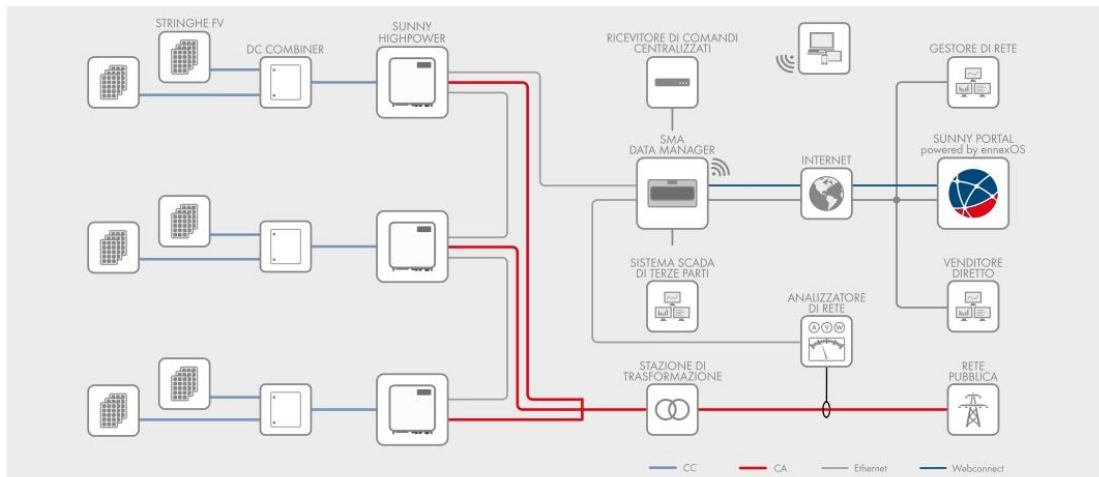 STRINGHE FV
DC COMBINER
SUNNY
HIGHPOWER
RICEVITORE DI COMANDI
CENTRALIZZATI
GESTORE DI RETE
SMA
DATA MANAGER
INTERNET
SUNNY PORTAL
powered by ennexOS
SISTEMA SCADA
DI TERZE PARTI
ANALIZZATORE
DI RETE
A V W
VENDITORE
DIRETTO
STAZIONE DI
TRASFORMAZIONE
RETE
PUBBLICA
CC
CA
Ethernet
Webconnect